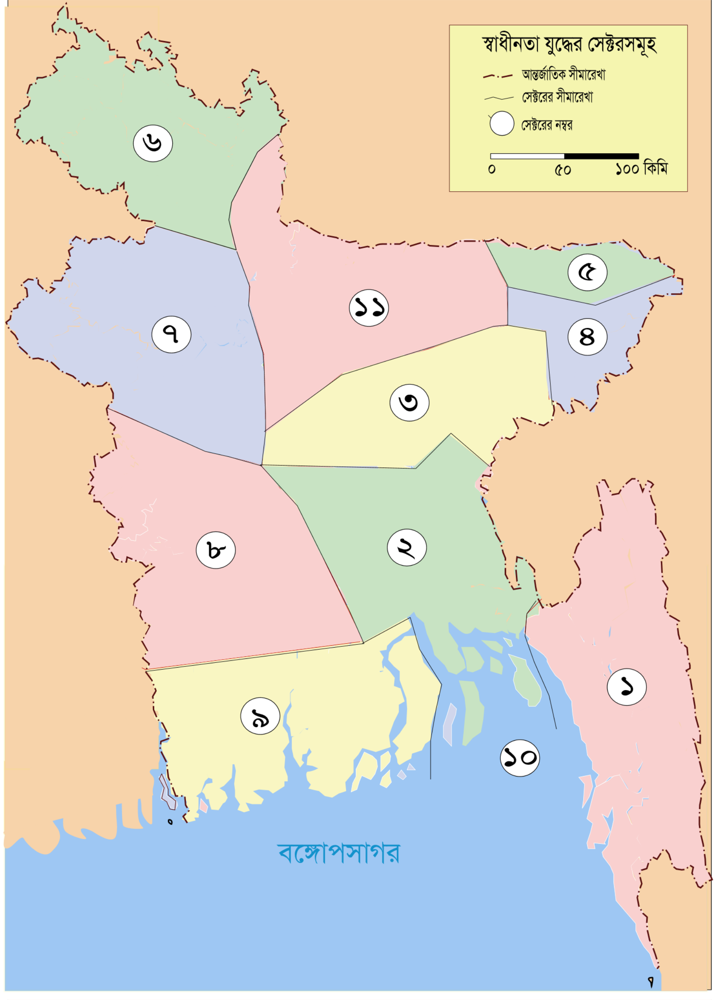 স্বাধীনতা যুদ্ধের সেক্টরসমূহ
আন্তর্জাতিক সীমারেখা
সেক্টরের সীমারেখা
সেক্টরের নম্বর
০ ৫০ ১০০ কিমি
৬
৫
১১
৭
৪
৩
২
৮
১
৯
১০
বঙ্গোপসাগর